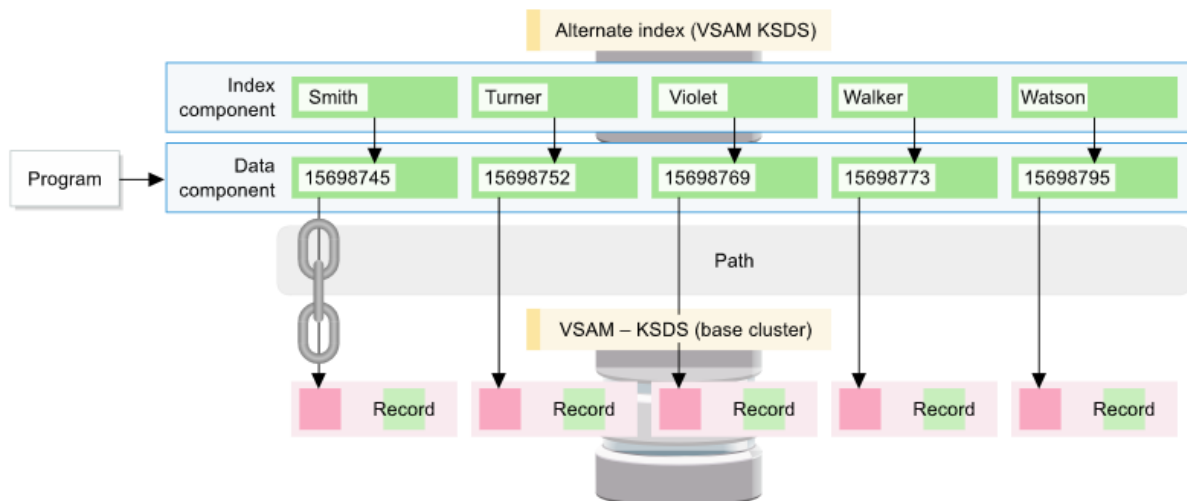 Alternate index (VSAM KSDS)
Index
component
Smith
Turner
Violet
Walker
Watson
Program
Data
component
15698745
15698752
15698769
15698773
15698795
Path
VSAM – KSDS (base cluster)
Record
Record
Record
Record
Record